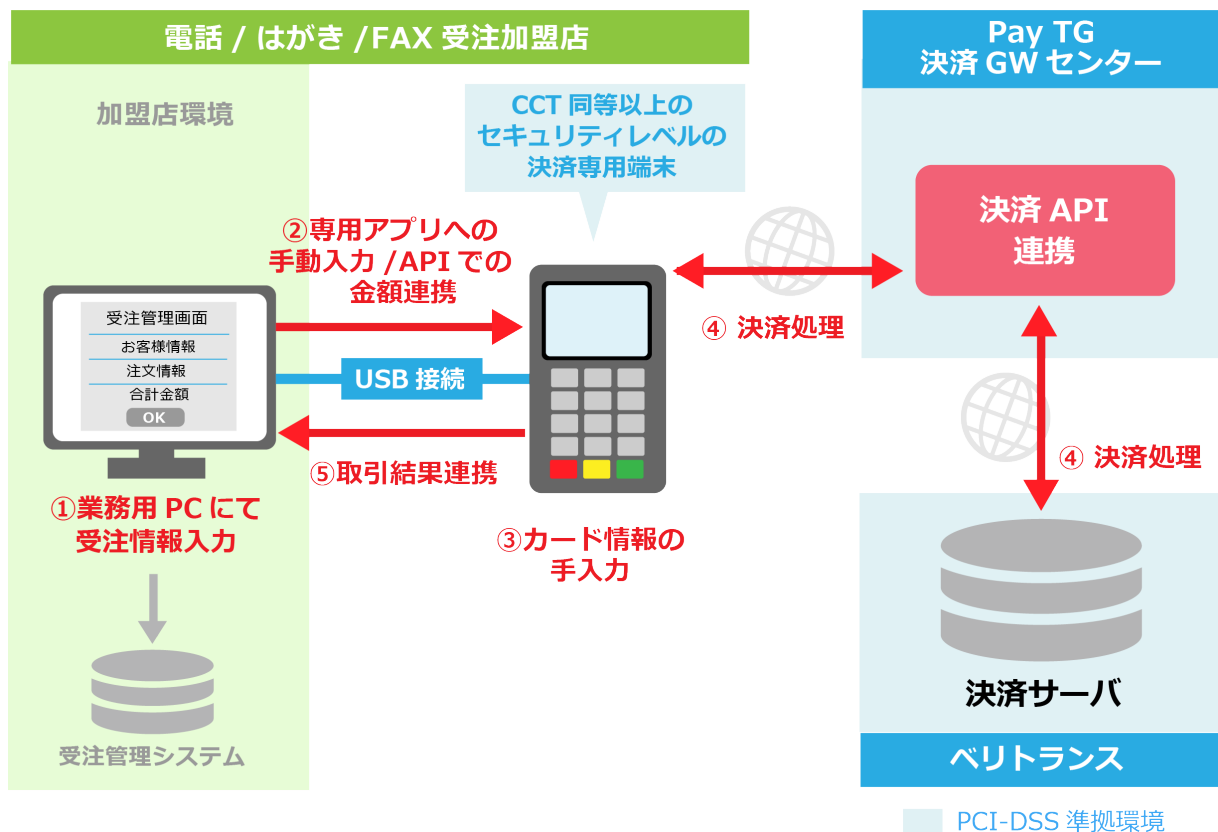 電話 / はがき /FAX 受注加盟店
加盟店環境
CCT 同等以上の
セキュリティレベルの
決済専用端末
②専用アプリへの
手動入力 /API での
金額連携
受注管理画面
お客様情報
注文情報
合計金額
OK
USB 接続
⑤取引結果連携
①業務用 PC にて
受注情報入力
③カード情報の
手入力
受注管理システム
Pay TG
決済 GW センター
決済 API
連携
④ 決済処理
④ 決済処理
決済サーバ
ベリトランス
PCI-DSS 準拠環境